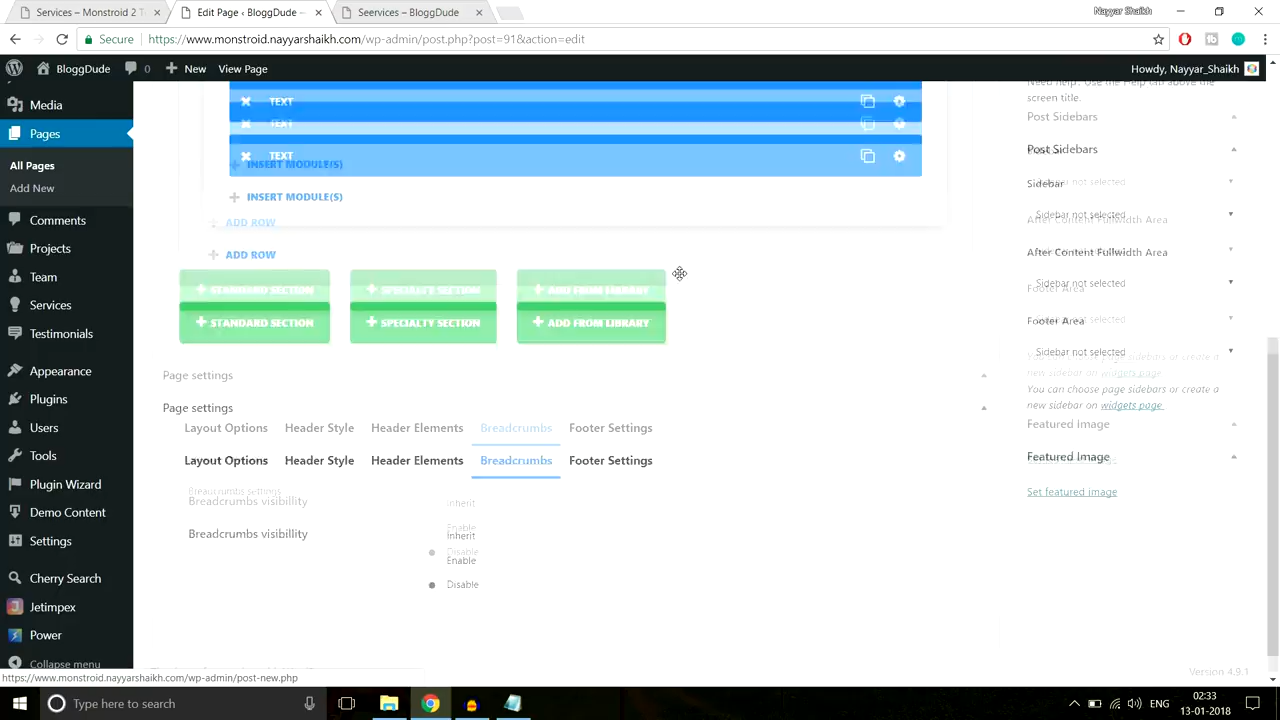 Services – Monstroid 2 T
Edit Page ‹ BloggDude —
Seervices – BloggDude
Nayyar Shaikh
Secure
https://www.monstroid.nayyarshaikh.com/wp-admin/post.php?post=91&action=edit
BloggDude
0
New
View Page
Howdy, Nayyar_Shaikh
Media
Pages
All Pages
Add New
Comments
Projects
Team
Services
Testimonials
Appearance
Plugins
Users
Tools
Plugin Wizard
Demo Content
Settings
Cherry Search
Jetimpex
Power
Collapse menu
TEXT
TEXT
TEXT
INSERT MODULE(S)
INSERT MODULE(S)
ADD ROW
ADD ROW
STANDARD SECTION
SPECIALTY SECTION
ADD FROM LIBRARY
STANDARD SECTION
SPECIALTY SECTION
ADD FROM LIBRARY
Page settings
Page settings
Layout Options
Header Style
Header Elements
Breadcrumbs
Footer Settings
Layout Options
Header Style
Header Elements
Breadcrumbs
Footer Settings
Breadcrumbs settings
Breadcrumbs visibillity
Inherit
Breadcrumbs visibillity
Enable
Inherit
Disable
Enable
Disable
Need help? Use the Help tab above the
screen title.
Post Sidebars
Post Sidebars
Sidebar
Sidebar
Sidebar not selected
Sidebar not selected
After Content Fullwidth Area
After Content Fullwidth Area
Sidebar not selected
Sidebar not selected
Footer Area
Footer Area
Sidebar not selected
Sidebar not selected
You can choose page sidebars or create a
new sidebar on widgets page.
You can choose page sidebars or create a
new sidebar on widgets page.
Featured Image
Featured Image
Set featured image
Set featured image
Version 4.9.1
https://www.monstroid.nayyarshaikh.com/wp-admin/post-new.php
Type here to search
ENG
02:33
13-01-2018